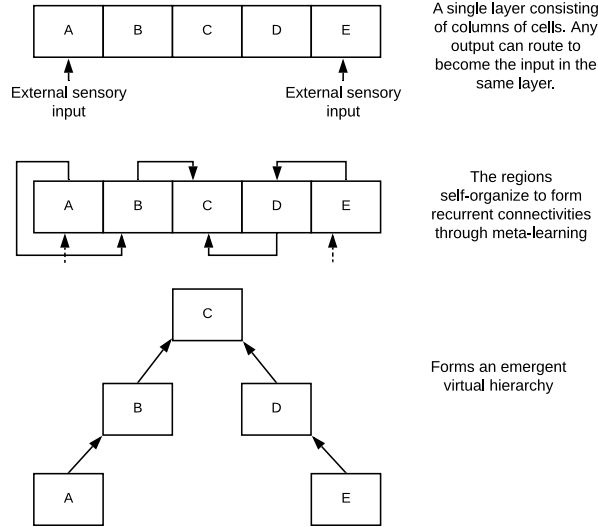 A B C D E
External sensory
input
External sensory
input
A single layer consisting
of columns of cells. Any
output can route to
become the input in the
same layer.
A B C D E
The regions
self-organize to form
recurrent connectivities
through meta-learning
C
B D
A E
Forms an emergent
virtual hierarchy